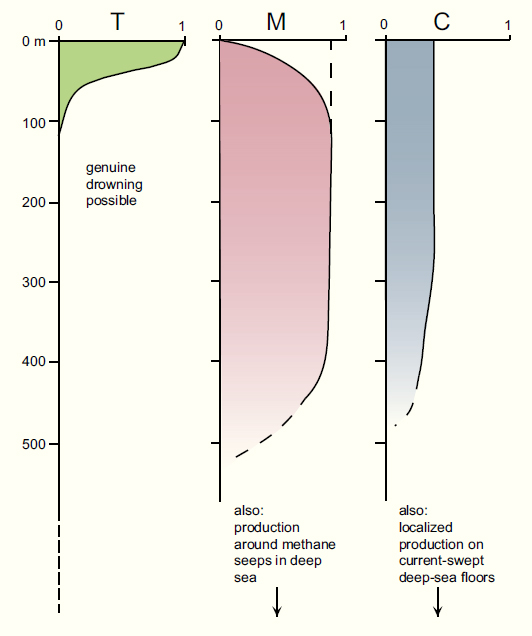 T M C
0 1 0 1 0 1
0 m
100
genuine
drowning
possible
200
300
400
500
also:
production
around methane
seeps in deep
sea
also:
localized
production on
current-swept
deep-sea floors